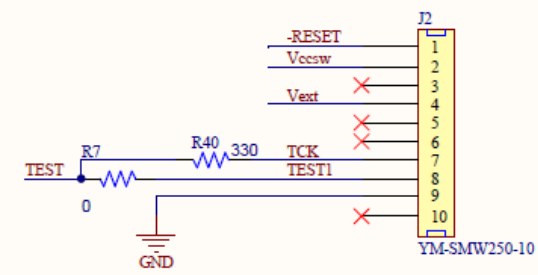 J2
-RESET
1
Vccsw
2
3
Vext
4
5
6
R7
R40
330
TCK
7
TEST
TEST1
8
9
0
10
YM-SMW250-10
GND